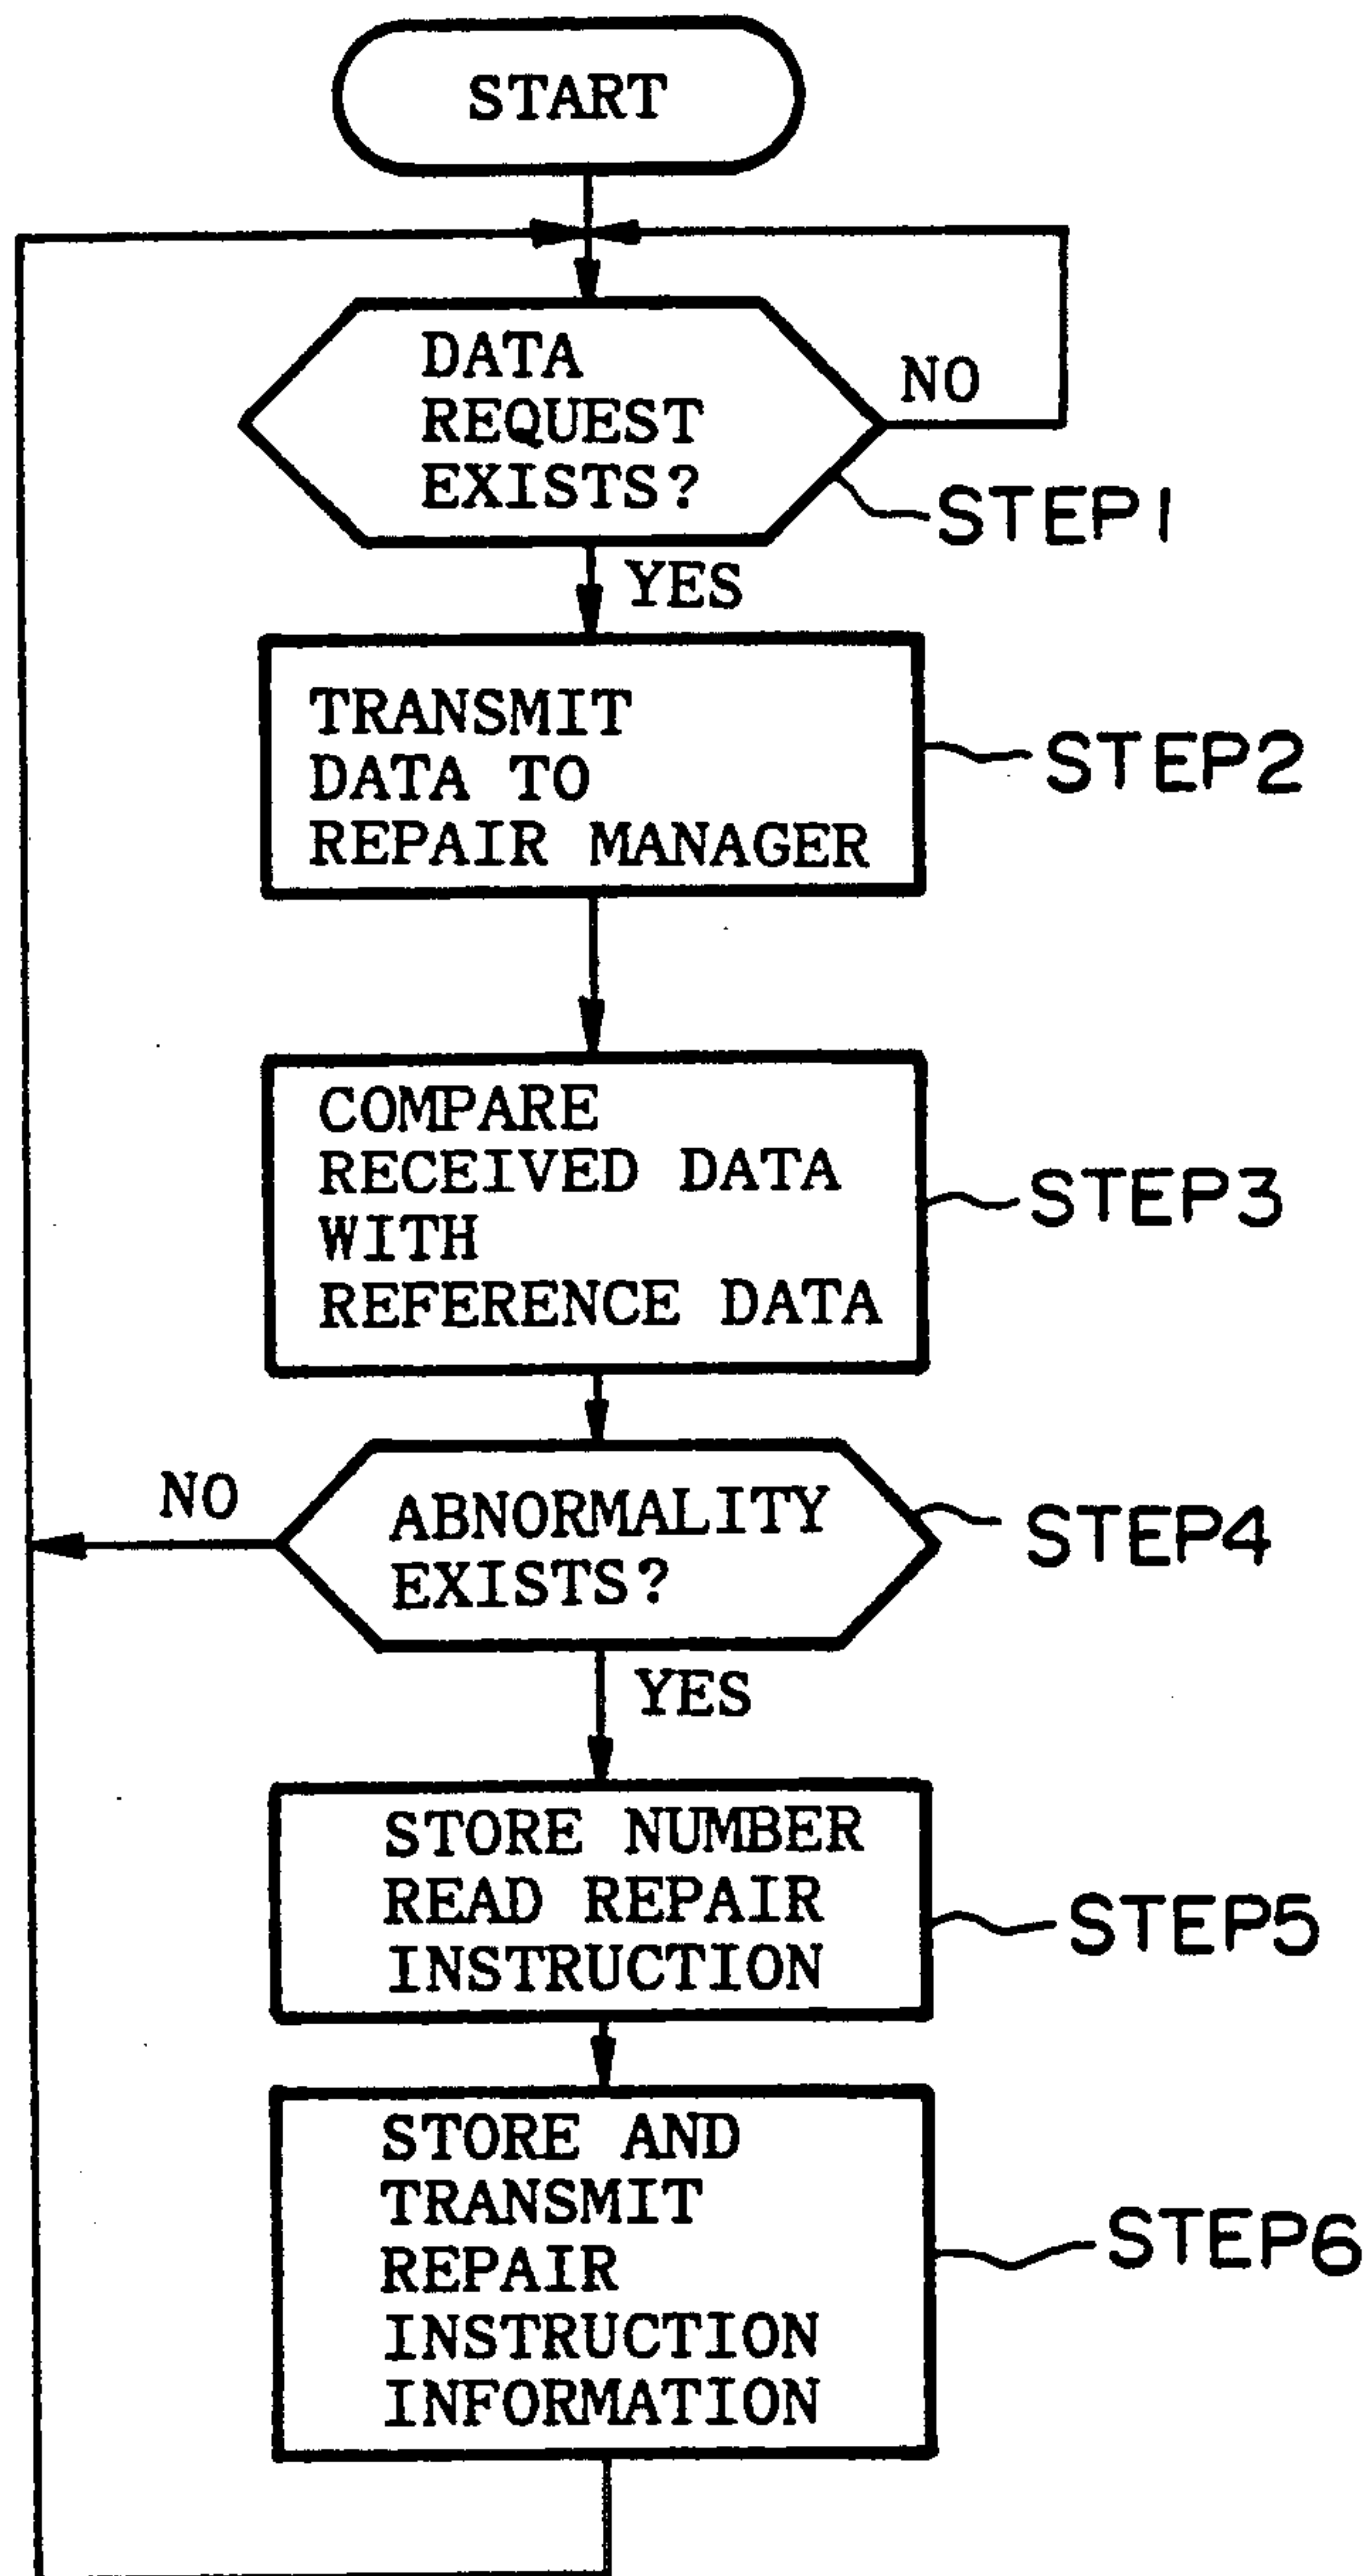 START
DATA
REQUEST
EXISTS?
NO
STEP1
YES
TRANSMIT
DATA TO
REPAIR MANAGER
STEP2
COMPARE
RECEIVED DATA
WITH
REFERENCE DATA
STEP3
NO
ABNORMALITY
EXISTS?
STEP4
YES
STORE NUMBER
READ REPAIR
INSTRUCTION
STEP5
STORE AND
TRANSMIT
REPAIR
INSTRUCTION
INFORMATION
STEP6